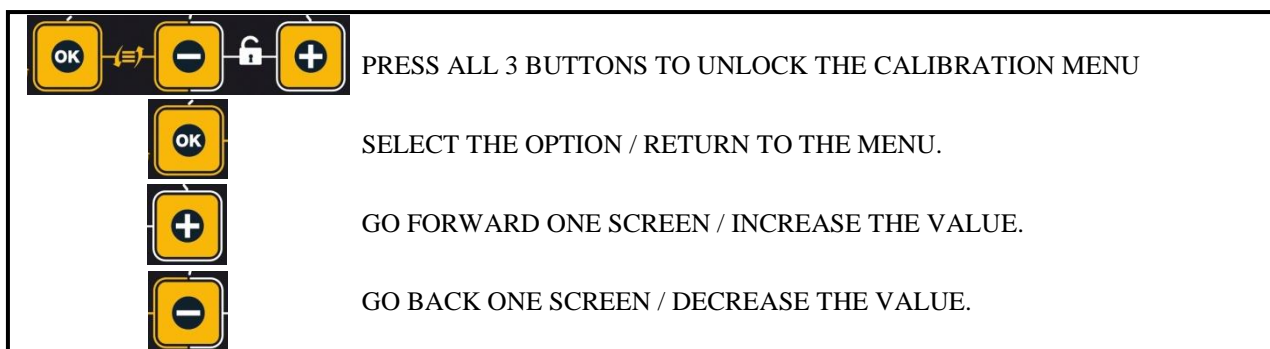 OK
PRESS ALL 3 BUTTONS TO UNLOCK THE CALIBRATION MENU
OK
SELECT THE OPTION / RETURN TO THE MENU.
GO FORWARD ONE SCREEN / INCREASE THE VALUE.
GO BACK ONE SCREEN / DECREASE THE VALUE.